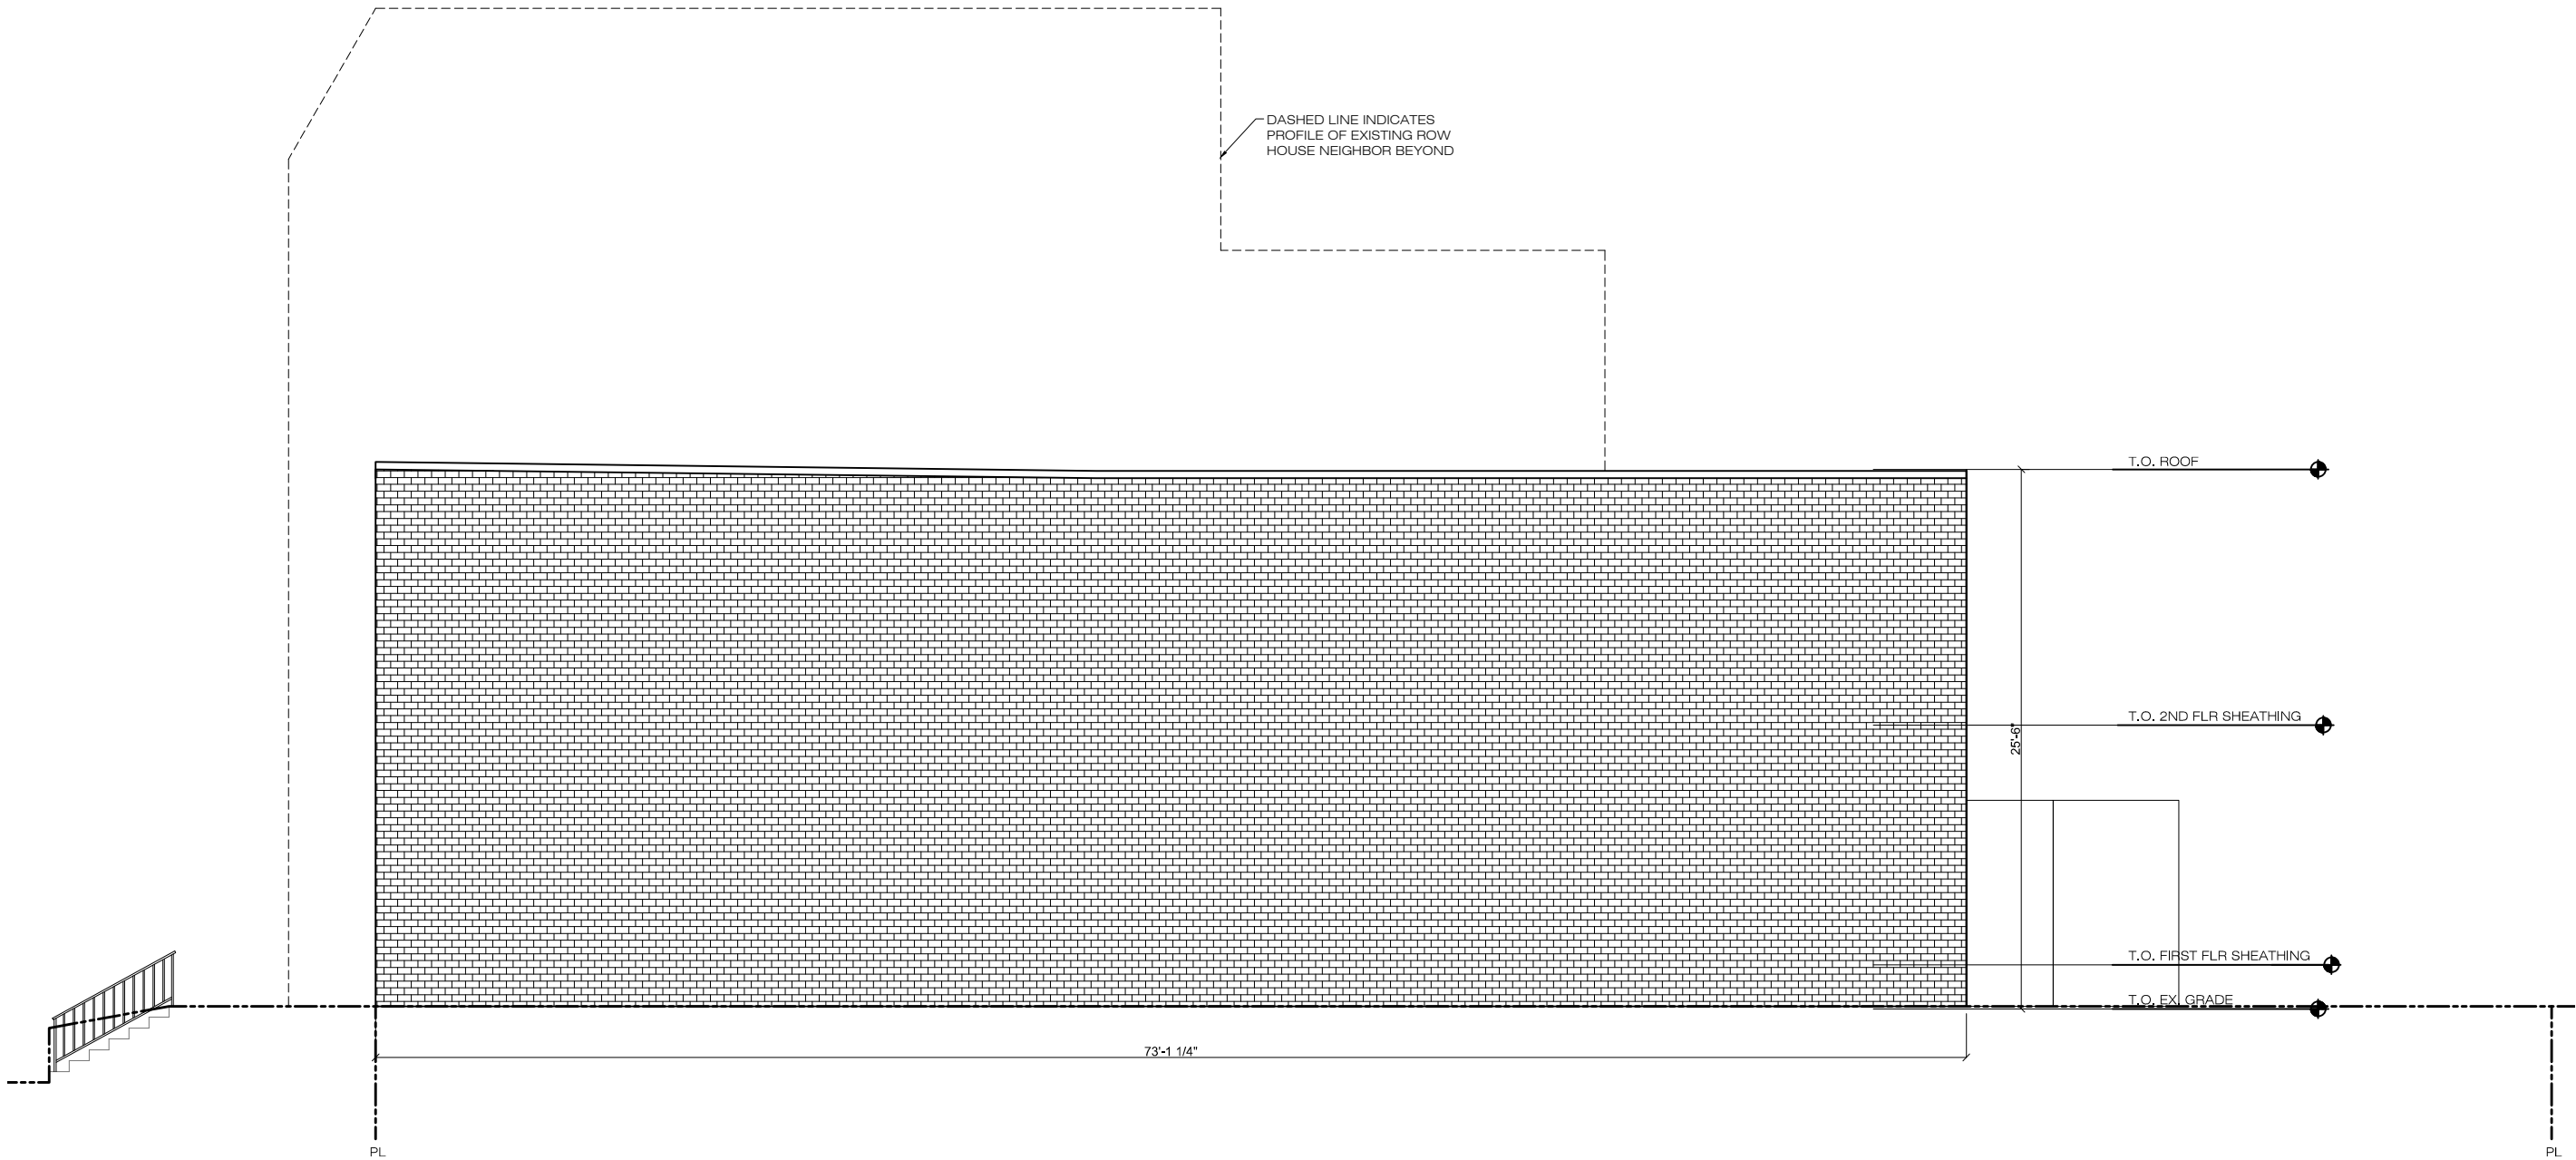 DASHED LINE INDICATES
PROFILE OF EXISTING ROW
HOUSE NEIGHBOR BEYOND
T.O. ROOF
T.O. 2ND FLR SHEATHING
25'-6"
T.O. FIRST FLR SHEATHING
T.O. EX. GRADE
73'-1 1/4"
PL
PL